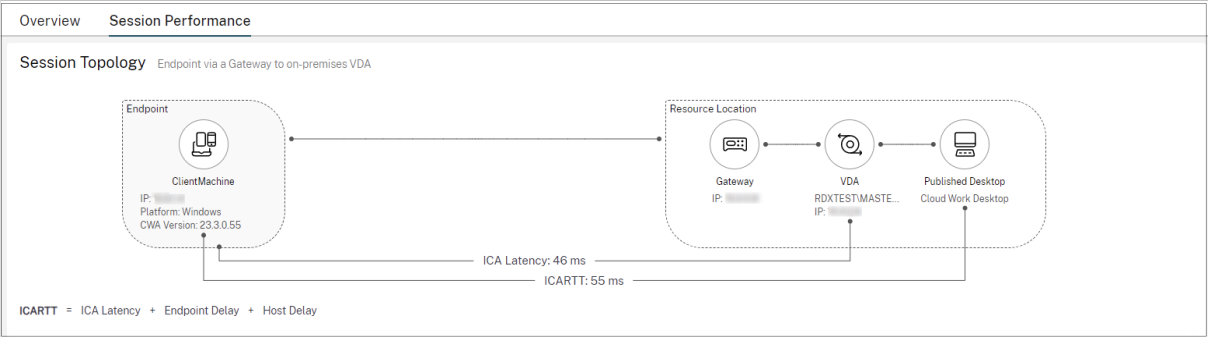 Overview Session Performance
Session Topology Endpoint via a Gateway to on-premises VDA
Endpoint
Resource Location
ClientMachine
Gateway
VDA
Published Desktop
IP:
Platform: Windows
CWA Version: 23.3.0.55
IP:
RDXTEST\MASTE...
IP:
Cloud Work Desktop
ICA Latency: 46 ms
ICARTT: 55 ms
ICARTT = ICA Latency + Endpoint Delay + Host Delay